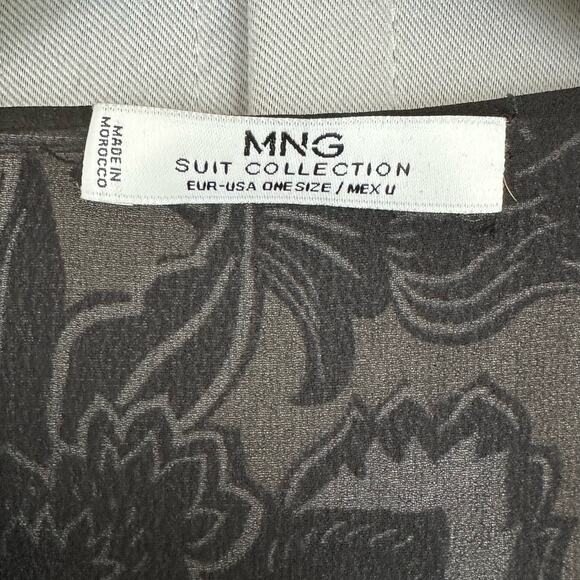 MADE IN
MOROCCO
MNG
SUIT COLLECTION
EUR-USA ONE SIZE / MEX U